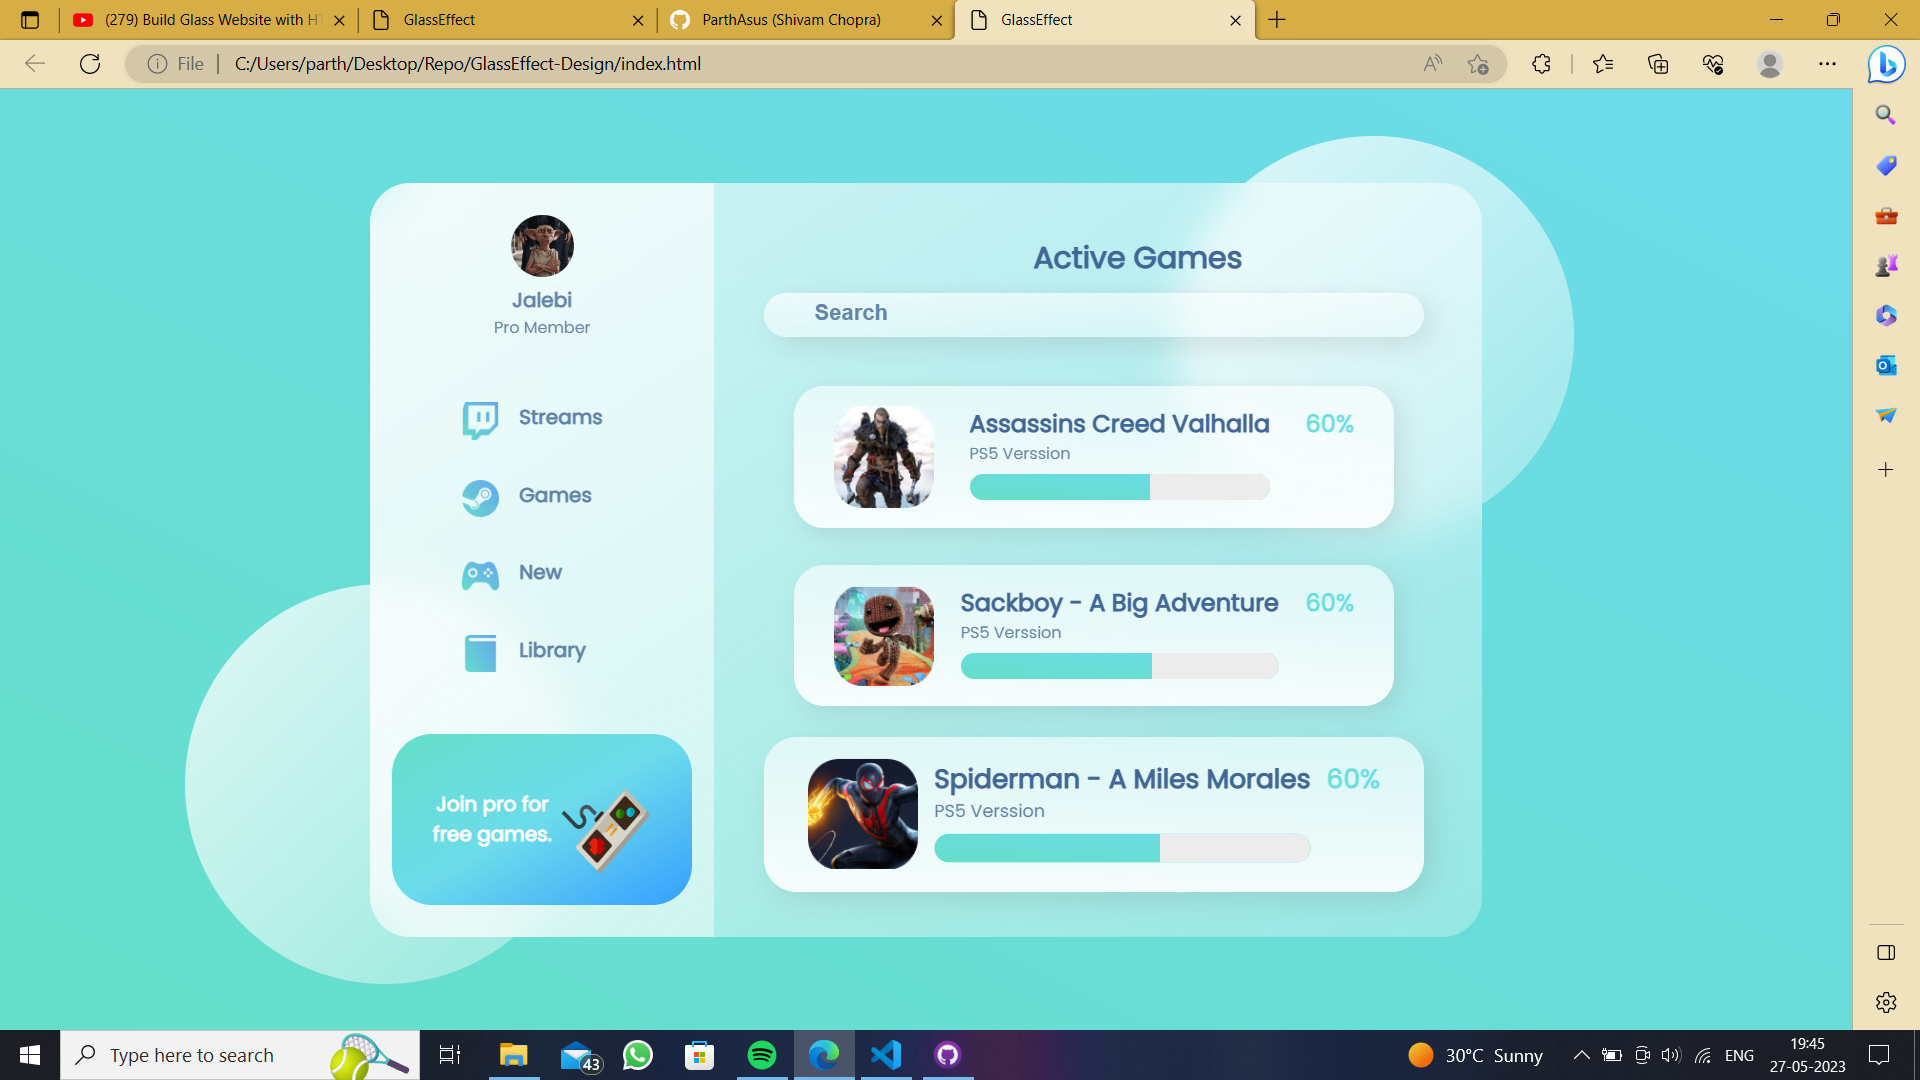 (279) Build Glass Website with HT
GlassEffect
ParthAsus (Shivam Chopra)
GlassEffect
File
C:/Users/parth/Desktop/Repo/GlassEffect-Design/index.html
Jalebi
Pro Member
Streams
Games
New
Library
Join pro for
free games.
Active Games
Search
Assassins Creed Valhalla 60%
PS5 Verssion
Sackboy - A Big Adventure 60%
PS5 Verssion
Spiderman - A Miles Morales 60%
PS5 Verssion
Type here to search
43
30°C Sunny
ENG
19:45
27-05-2023